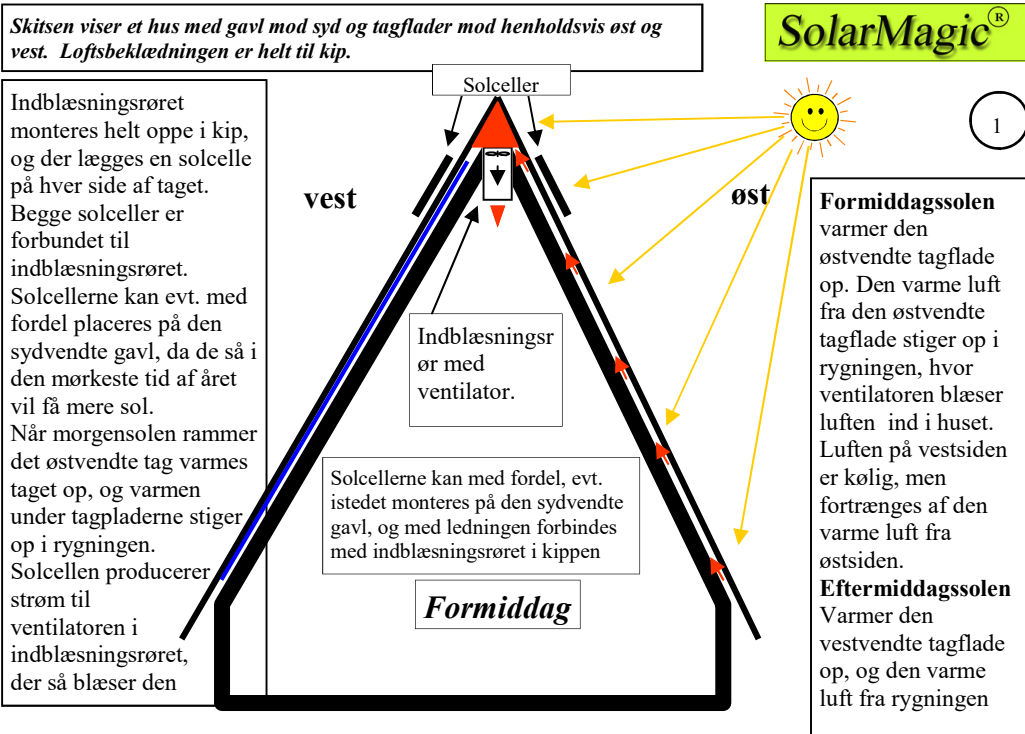 Skitsen viser et hus med gavl mod syd og tagflader mod henholdsvis øst og
vest. Loftsbeklædningen er helt til kip.
SolarMagic®
1
Solceller
Indblæsningsrøret
monteres helt oppe i kip,
og der lægges en solcelle
på hver side af taget.
Begge solceller er
forbundet til
indblæsningsrøret.
Solcellerne kan evt. med
fordel placeres på den
sydvendte gavl, da de så i
den mørkeste tid af året
vil få mere sol.
Når morgensolen rammer
det østvendte tag varmes
taget op, og varmen
under tagpladerne stiger
op i rygningen.
Solcellen producerer
strøm til
ventilatoren i
indblæsningsrøret,
der så blæser den
vest
øst
Indblæsningsr
ør med
ventilator.
Solcellerne kan med fordel, evt.
istedet monteres på den sydvendte
gavl, og med ledningen forbindes
med indblæsningsrøret i kippen
Formiddag
Formiddagssolen
varmer den
østvendte tagflade
op. Den varme luft
fra den østvendte
tagflade stiger op i
rygningen, hvor
ventilatoren blæser
luften ind i huset.
Luften på vestsiden
er kølig, men
fortrænges af den
varme luft fra
østsiden.
Eftermiddagssolen
Varmer den
vestvendte tagflade
op, og den varme
luft fra rygningen